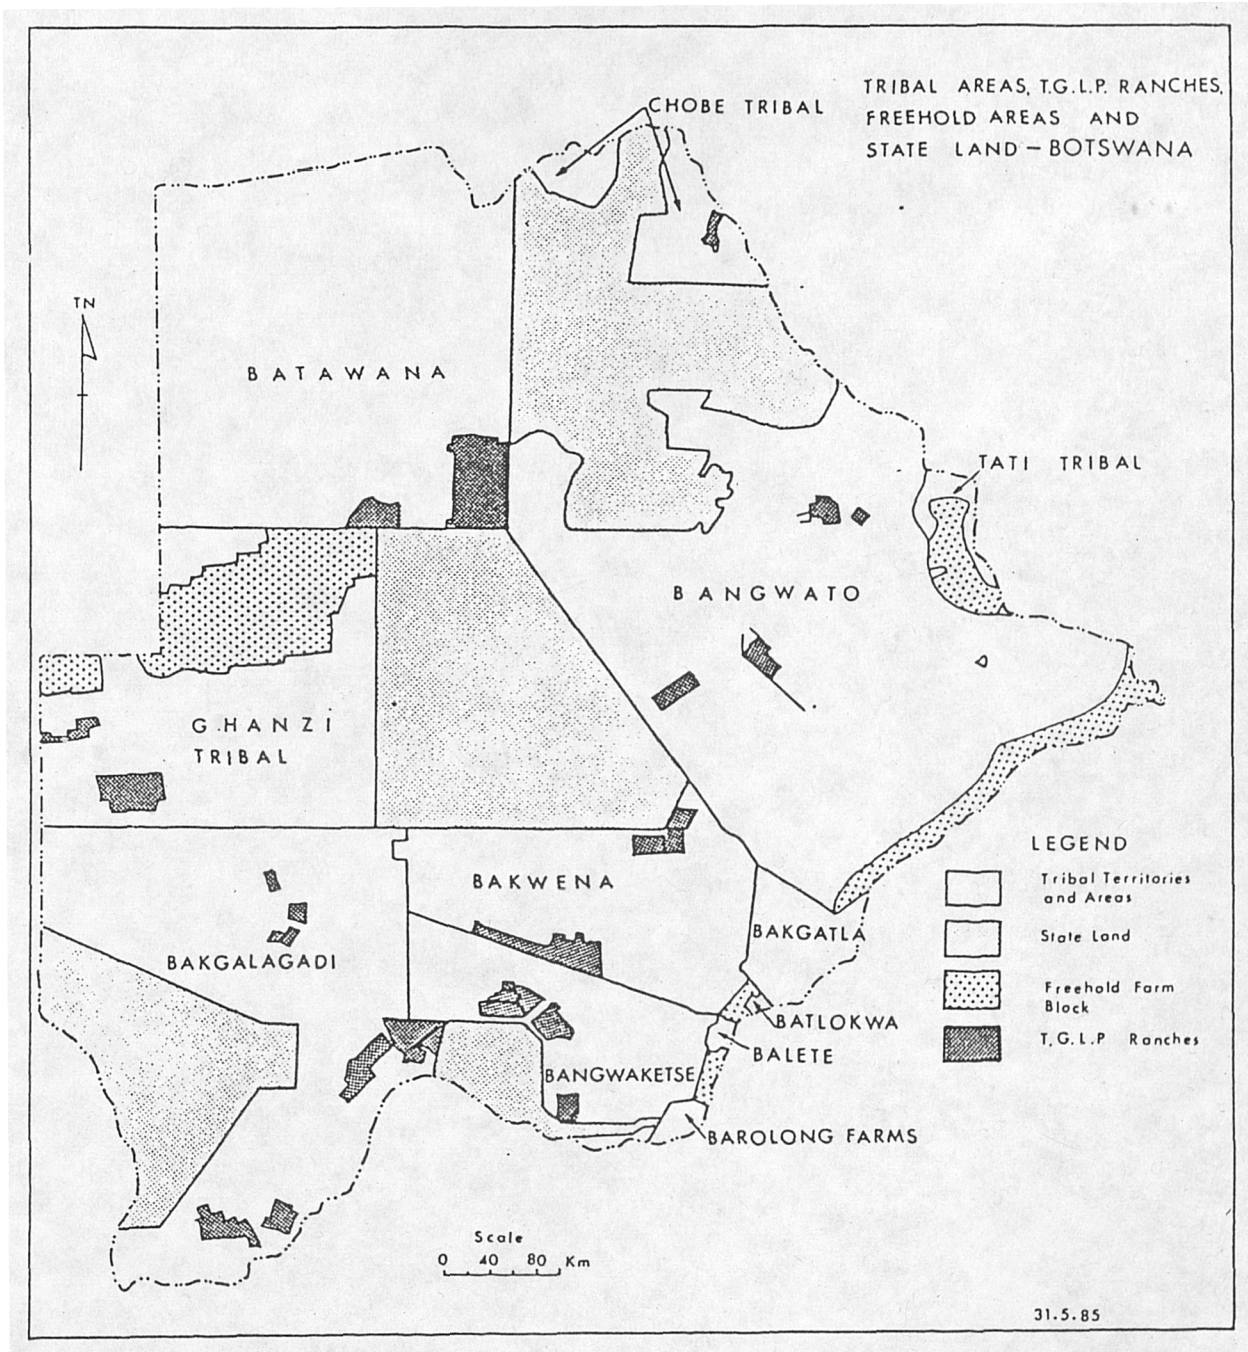 TRIBAL AREAS, T.G.L.P. RANCHES,
FREEHOLD AREAS AND
STATE LAND — BOTSWANA
CHOBE TRIBAL
TN
BATAWANA
TATI TRIBAL
BANGWATO
G.HANZI
TRIBAL
LEGEND
Tribal Territories
and Areas
State Land
Freehold Farm
Block
T.G.L.P Ranches
BAKWENA
BAKGATLA
BAKGALAGADI
BATLOKWA
BALETE
BANGWAKETSE
BAROLONG FARMS
Scale
0 40 80 Km
31.5.85